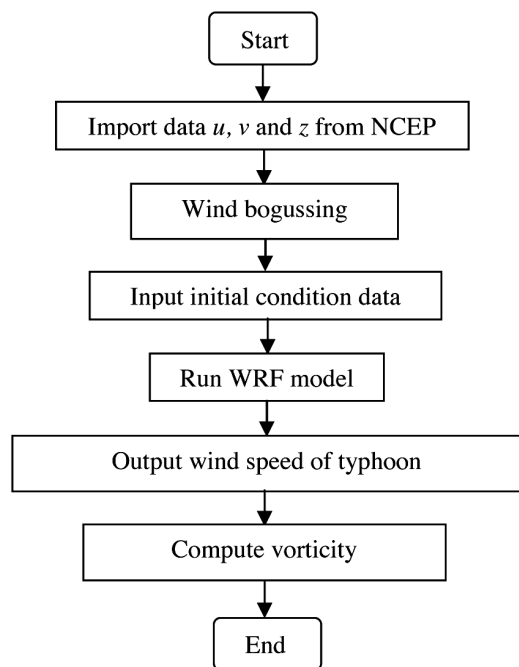 Start
Import data u, v and z from NCEP
Wind bogussing
Input initial condition data
Run WRF model
Output wind speed of typhoon
Compute vorticity
End